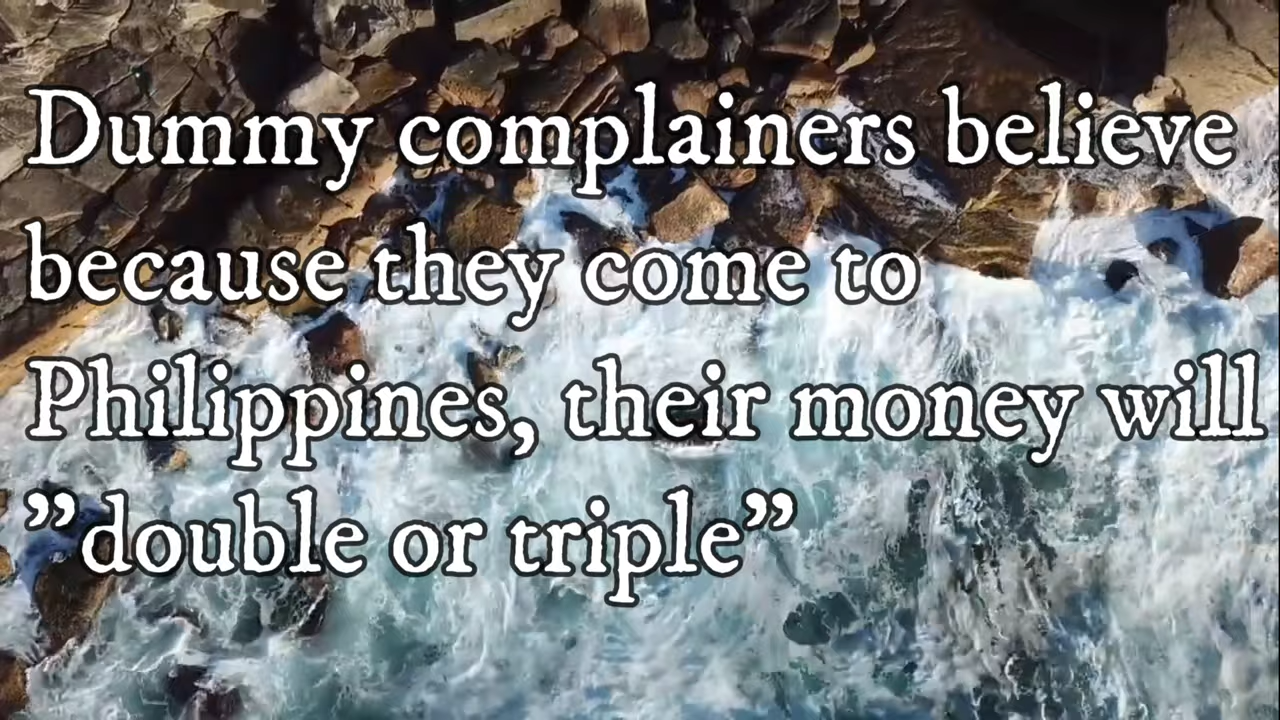 Dummy complainers believe
because they come to
Philippines, their money will
”double or triple”